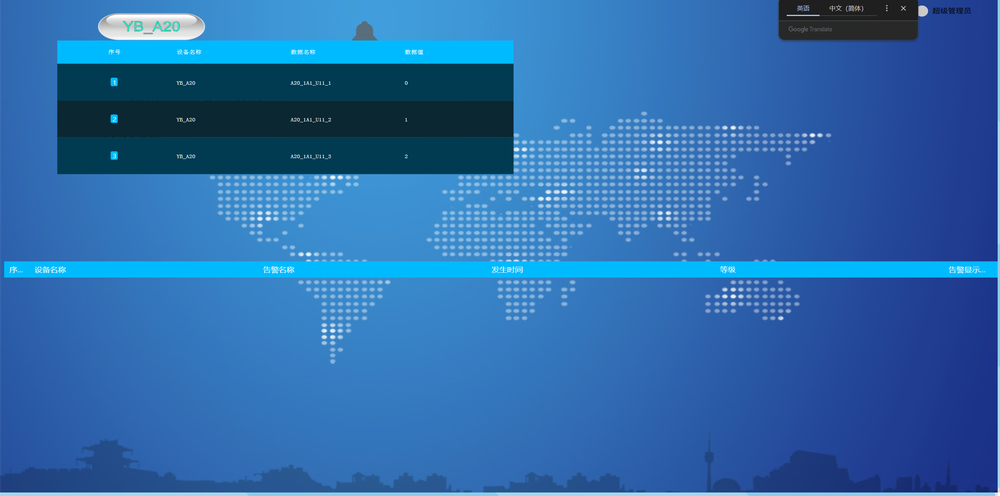 英语 中文（简体）
超级管理员
Google Translate
YB_A20
序号 设备名称 数据名称 数据值
1 YB_A20 A20_1A1_U11_1 0
2 YB_A20 A20_1A1_U11_2 1
3 YB_A20 A20_1A1_U11_3 2
序... 设备名称 告警名称 发生时间 等级 告警显示...